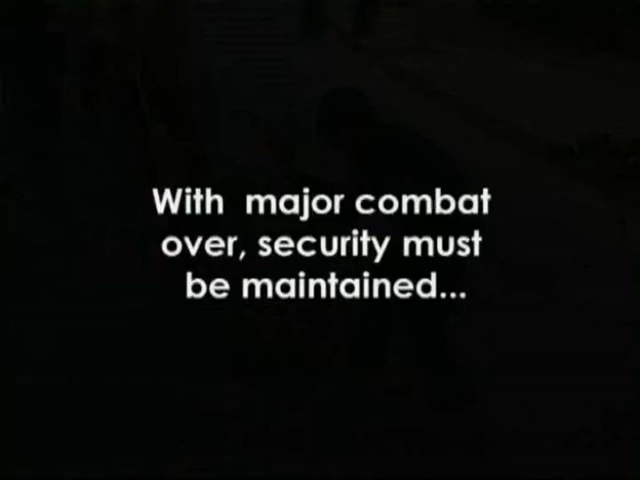 With  major combat
over, security must
be maintained...